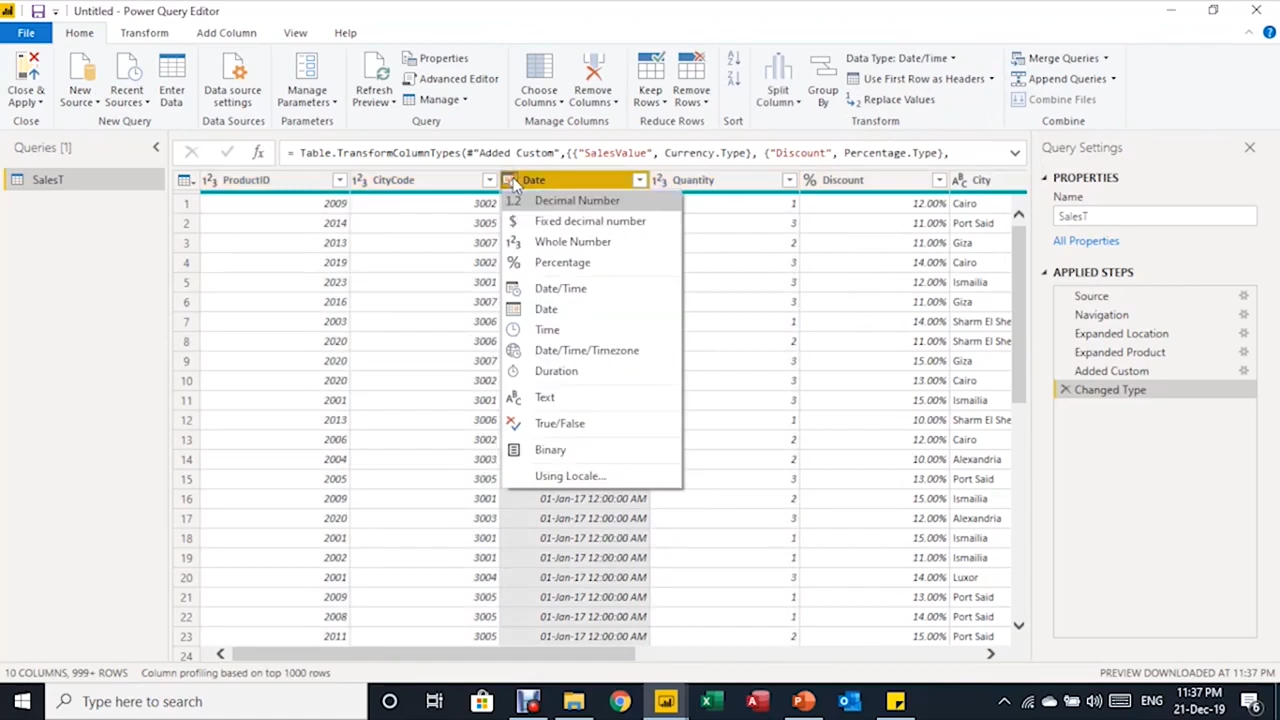 Untitled - Power Query Editor
File Home Transform Add Column View Help
Close & Apply
New Source
Recent Sources
Enter Data
Data source settings
Manage Parameters
Refresh Preview
Properties
Advanced Editor
Manage
Choose Columns
Remove Columns
Keep Rows
Remove Rows
Split Column
Group By
Data Type: Date/Time
Use First Row as Headers
Replace Values
Merge Queries
Append Queries
Combine Files
Close New Query Data Sources Parameters Query Manage Columns Reduce Rows Sort Transform Combine
Queries [1]
SalesT
fx = Table.TransformColumnTypes(#"Added Custom",{{"SalesValue", Currency.Type}, {"Discount", Percentage.Type},
ProductID CityCode Date Quantity Discount City
1 2009 3002 1 12.00% Cairo
2 2014 3005 3 11.00% Port Said
3 2013 3007 2 11.00% Giza
4 2019 3002 3 14.00% Cairo
5 2023 3001 3 12.00% Ismailia
6 2016 3007 3 11.00% Giza
7 2003 3006 1 14.00% Sharm El She
8 2020 3006 2 11.00% Sharm El She
9 2020 3007 3 15.00% Giza
10 2020 3002 3 13.00% Cairo
11 2001 3001 3 15.00% Ismailia
12 2013 3006 1 10.00% Sharm El She
13 2006 3002 2 12.00% Cairo
14 2004 3003 2 10.00% Alexandria
15 2005 3005 3 13.00% Port Said
16 2009 3001 01-Jan-17 12:00:00 AM 2 15.00% Ismailia
17 2020 3003 01-Jan-17 12:00:00 AM 3 12.00% Alexandria
18 2001 3001 01-Jan-17 12:00:00 AM 1 15.00% Ismailia
19 2002 3001 01-Jan-17 12:00:00 AM 1 11.00% Ismailia
20 2001 3004 01-Jan-17 12:00:00 AM 3 14.00% Luxor
21 2009 3005 01-Jan-17 12:00:00 AM 1 13.00% Port Said
22 2008 3005 01-Jan-17 12:00:00 AM 1 14.00% Port Said
23 2011 3005 01-Jan-17 12:00:00 AM 2 15.00% Port Said
24
1.2 Decimal Number
$ Fixed decimal number
123 Whole Number
% Percentage
Date/Time
Date
Time
Date/Time/Timezone
Duration
ABC Text
True/False
Binary
Using Locale...
Query Settings
PROPERTIES
Name
SalesT
All Properties
APPLIED STEPS
Source
Navigation
Expanded Location
Expanded Product
Added Custom
Changed Type
10 COLUMNS, 999+ ROWS Column profiling based on top 1000 rows PREVIEW DOWNLOADED AT 11:37 PM
Type here to search
ENG
11:37 PM
21-Dec-19
6